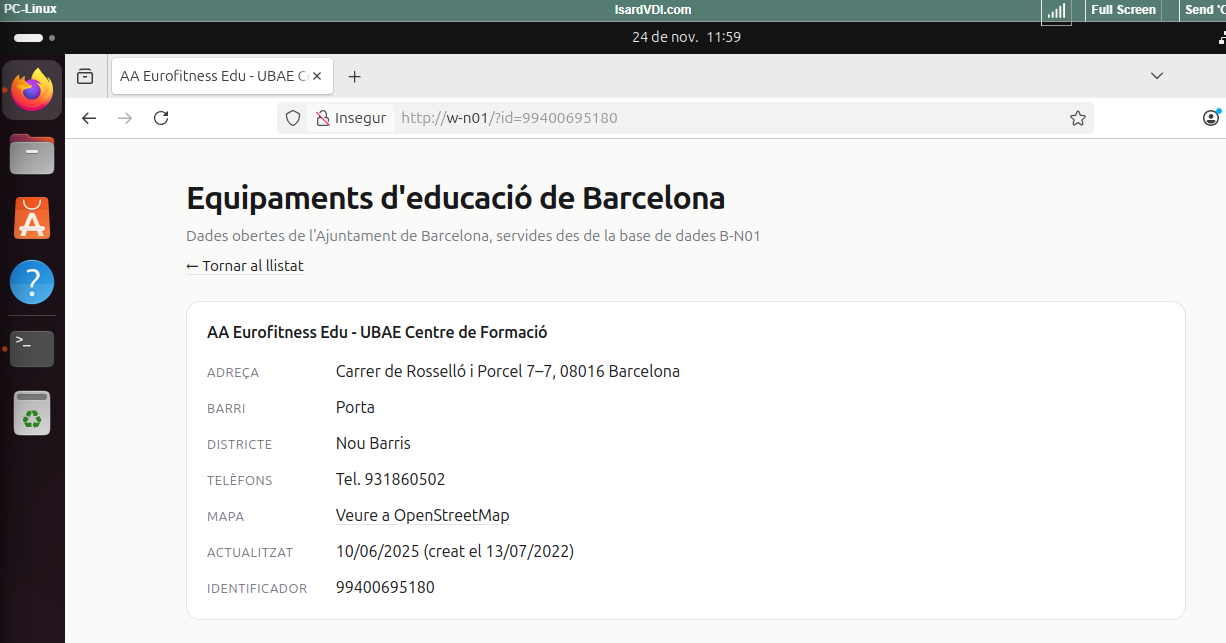 PC-Linux
IsardVDI.com
Full Screen
Send 'C
24 de nov. 11:59
AA Eurofitness Edu - UBAE C
Insegur
http://w-n01/?id=99400695180
Equipaments d'educació de Barcelona
Dades obertes de l'Ajuntament de Barcelona, servides des de la base de dades B-N01
← Tornar al llistat
AA Eurofitness Edu - UBAE Centre de Formació
ADREÇA Carrer de Rosselló i Porcel 7–7, 08016 Barcelona
BARRI Porta
DISTRICTE Nou Barris
TELÈFONS Tel. 931860502
MAPA Veure a OpenStreetMap
ACTUALITZAT 10/06/2025 (creat el 13/07/2022)
IDENTIFICADOR 99400695180